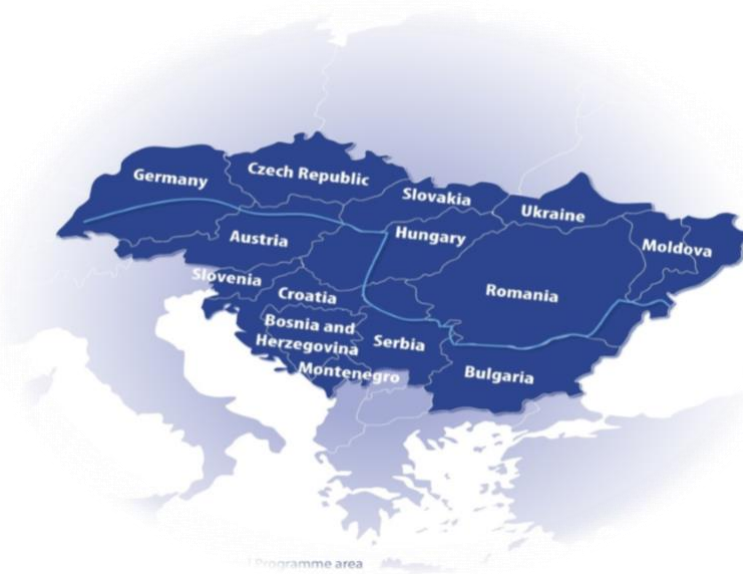 Germany
Czech Republic
Slovakia
Ukraine
Moldova
Austria
Hungary
Slovenia
Croatia
Romania
Bosnia and
Herzegovina
Serbia
Montenegro
Bulgaria
Programme area